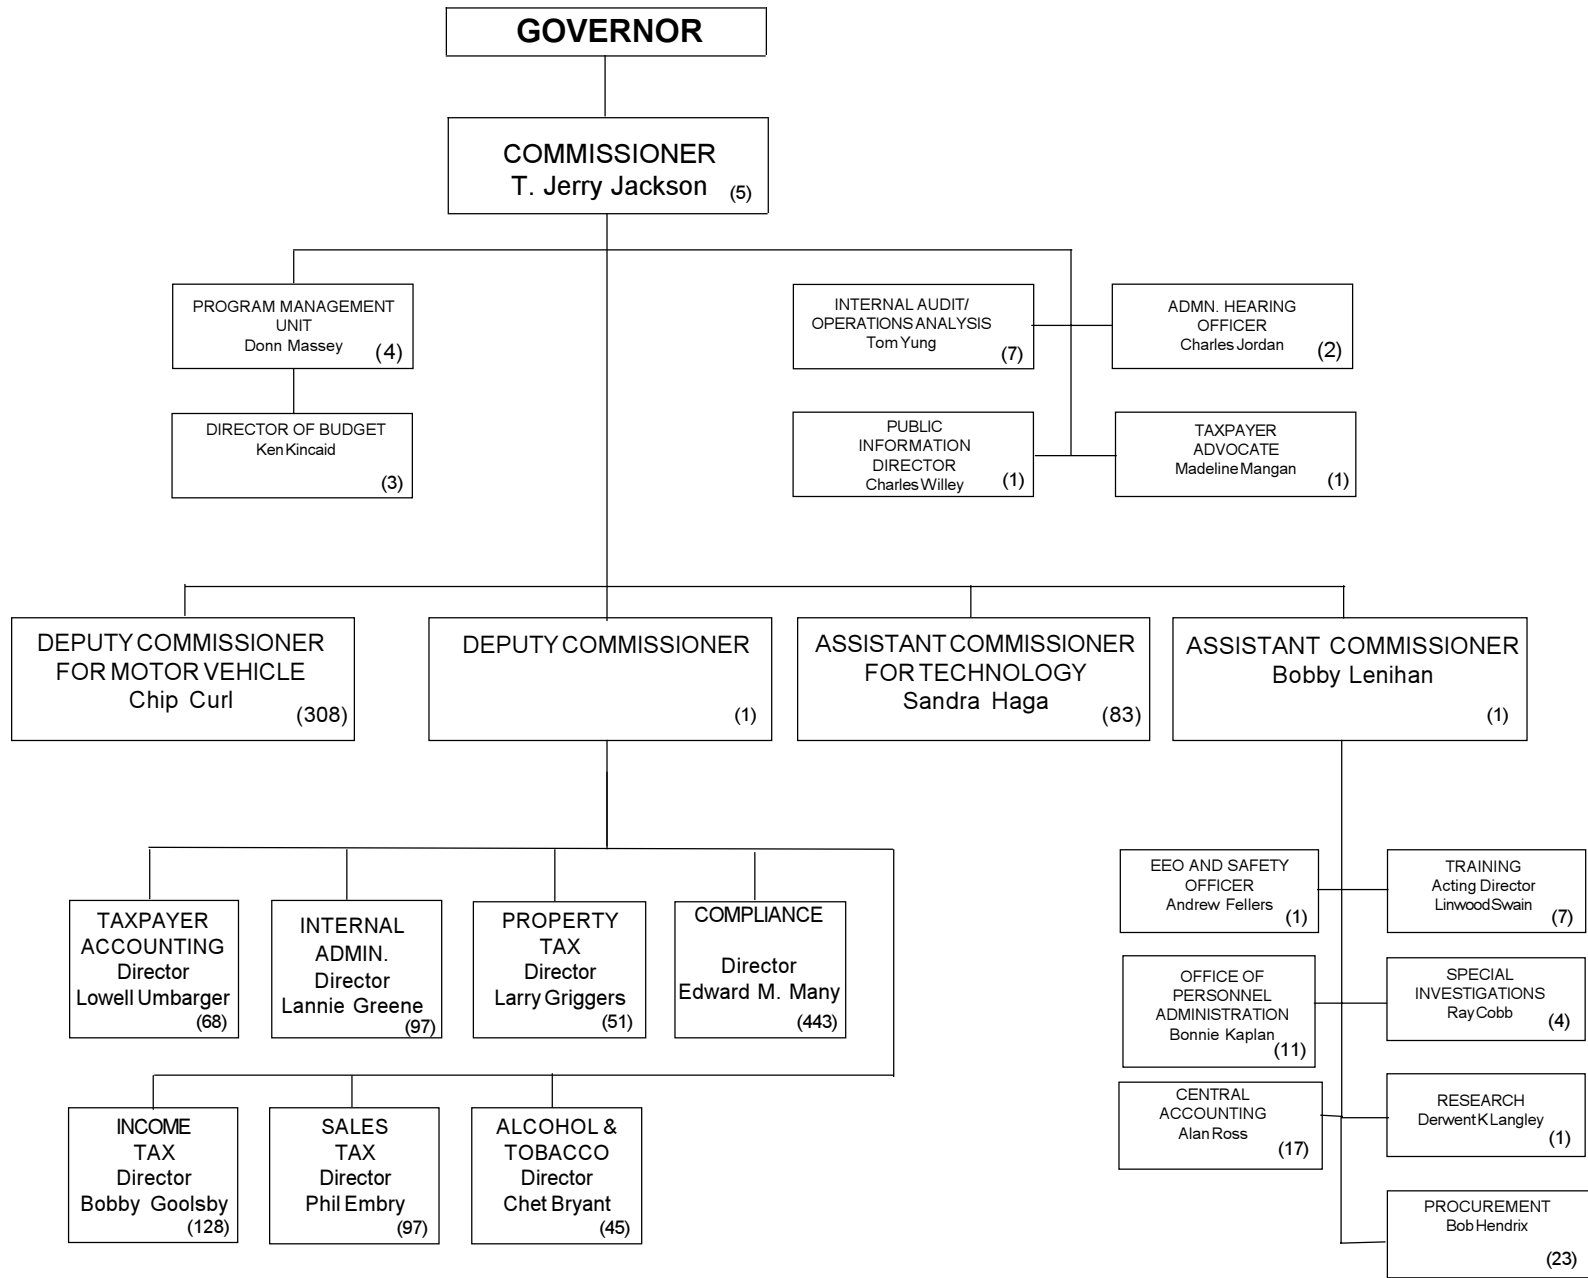 GOVERNOR
COMMISSIONER
T. Jerry Jackson (5)
PROGRAM MANAGEMENT
UNIT
Donn Massey
(4)
INTERNAL AUDIT/
OPERATIONS ANALYSIS
Tom Yung
(7)
ADMN. HEARING
OFFICER
Charles Jordan
(2)
DIRECTOR OF BUDGET
Ken Kincaid
(3)
PUBLIC
INFORMATION
DIRECTOR
Charles Willey
(1)
TAXPAYER
ADVOCATE
Madeline Mangan
(1)
DEPUTY COMMISSIONER
FOR MOTOR VEHICLE
Chip Curl
(308)
DEPUTY COMMISSIONER
(1)
ASSISTANT COMMISSIONER
FOR TECHNOLOGY
Sandra Haga
(83)
ASSISTANT COMMISSIONER
Bobby Lenihan
(1)
TAXPAYER
ACCOUNTING
Director
Lowell Umbarger
(68)
INTERNAL
ADMIN.
Director
Lannie Greene
(97)
PROPERTY
TAX
Director
Larry Griggers
(51)
COMPLIANCE
Director
Edward M. Many
(443)
INCOME
TAX
Director
Bobby Goolsby
(128)
SALES
TAX
Director
Phil Embry
(97)
ALCOHOL &
TOBACCO
Director
Chet Bryant
(45)
EEO AND SAFETY
OFFICER
Andrew Fellers
(1)
TRAINING
Acting Director
Linwood Swain
(7)
OFFICE OF
PERSONNEL
ADMINISTRATION
Bonnie Kaplan
(11)
SPECIAL
INVESTIGATIONS
Ray Cobb
(4)
CENTRAL
ACCOUNTING
Alan Ross
(17)
RESEARCH
Derwent K Langley
(1)
PROCUREMENT
Bob Hendrix
(23)